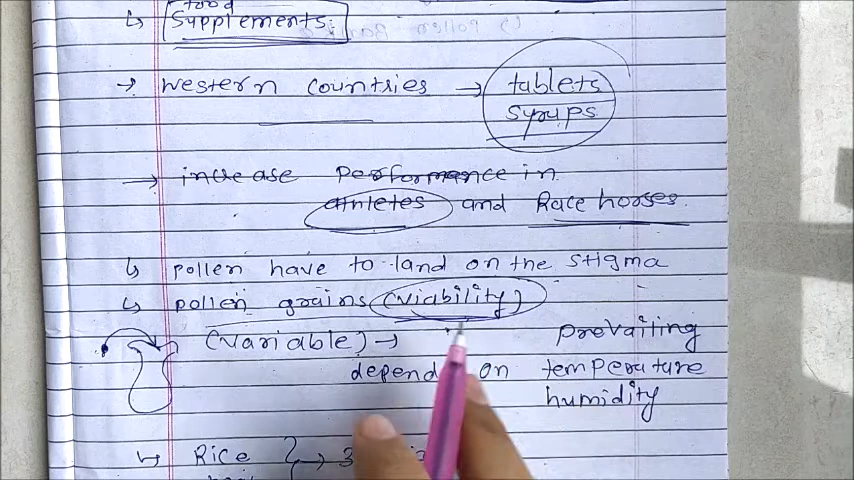 ↳ food
Supplements.
→ Western countries → tablets
syrups
→ increase performance in
athletes and Race horses.
↳ pollen have to land on the stigma
↳ pollen grains (viability)
(variable) → prevailing
depend on temperature
humidity
↳ Rice } → 3